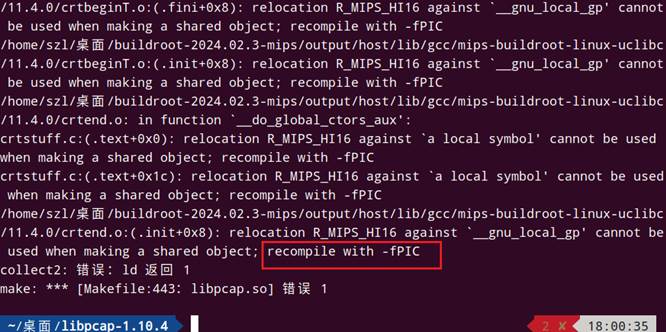 /11.4.0/crtbeginT.o:(.fini+0x8): relocation R_MIPS_HI16 against `__gnu_local_gp' cannot
be used when making a shared object; recompile with -fPIC
/home/szl/桌面/buildroot-2024.02.3-mips/output/host/lib/gcc/mips-buildroot-linux-uclibc
/11.4.0/crtbeginT.o:(.init+0x8): relocation R_MIPS_HI16 against `__gnu_local_gp' cannot
be used when making a shared object; recompile with -fPIC
/home/szl/桌面/buildroot-2024.02.3-mips/output/host/lib/gcc/mips-buildroot-linux-uclibc
/11.4.0/crtend.o: in function `__do_global_ctors_aux':
crtstuff.c:(.text+0x0): relocation R_MIPS_HI16 against `a local symbol' cannot be used
when making a shared object; recompile with -fPIC
crtstuff.c:(.text+0x1c): relocation R_MIPS_HI16 against `a local symbol' cannot be used
when making a shared object; recompile with -fPIC
/home/szl/桌面/buildroot-2024.02.3-mips/output/host/lib/gcc/mips-buildroot-linux-uclibc
/11.4.0/crtend.o:(.init+0x8): relocation R_MIPS_HI16 against `__gnu_local_gp' cannot be
used when making a shared object; recompile with -fPIC
collect2: 错误：ld 返回 1
make: *** [Makefile:443：libpcap.so] 错误 1
~/桌面/libpcap-1.10.4 2 ✘ 18:00:35